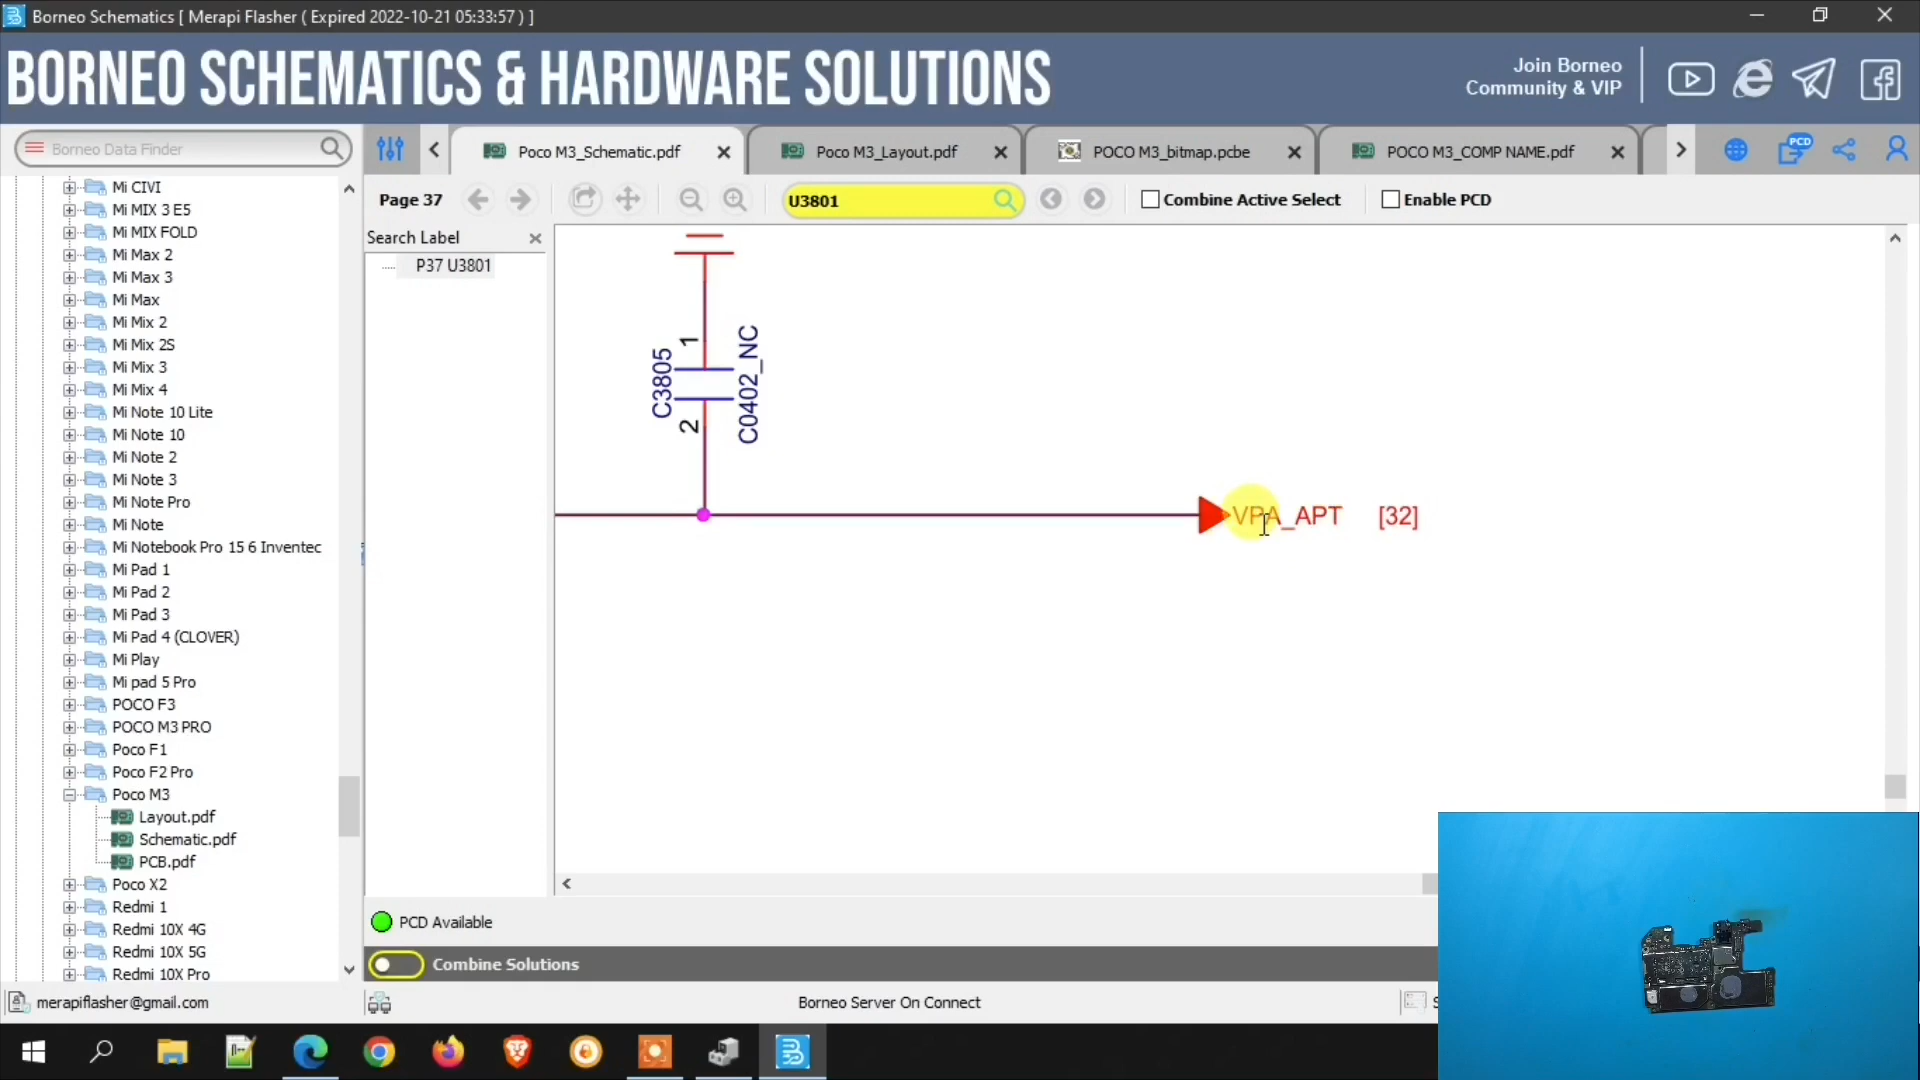 Borneo Schematics [ Merapi Flasher ( Expired 2022-10-21 05:33:57 ) ]
BORNEO SCHEMATICS & HARDWARE SOLUTIONS
Join Borneo
Community & VIP
Borneo Data Finder
Poco M3_Schematic.pdf
Poco M3_Layout.pdf
POCO M3_bitmap.pcbe
POCO M3_COMP NAME.pdf
PCD
Page 37
U3801
Combine Active Select
Enable PCD
Search Label
P37 U3801
Mi CIVI
Mi MIX 3 E5
Mi MIX FOLD
Mi Max 2
Mi Max 3
Mi Max
Mi Mix 2
Mi Mix 2S
Mi Mix 3
Mi Mix 4
Mi Note 10 Lite
Mi Note 10
Mi Note 2
Mi Note 3
Mi Note Pro
Mi Note
Mi Notebook Pro 15 6 Inventec
Mi Pad 1
Mi Pad 2
Mi Pad 3
Mi Pad 4 (CLOVER)
Mi Play
Mi pad 5 Pro
POCO F3
POCO M3 PRO
Poco F1
Poco F2 Pro
Poco M3
Layout.pdf
Schematic.pdf
PCB.pdf
Poco X2
Redmi 1
Redmi 10X 4G
Redmi 10X 5G
Redmi 10X Pro
C3805
1
2
C0402_NC
VPA_APT [32]
PCD Available
Combine Solutions
merapiflasher@gmail.com
Borneo Server On Connect